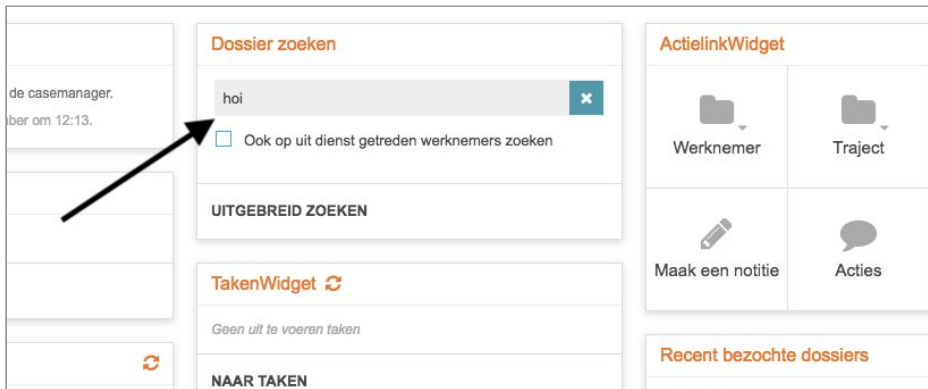 de casemanager.
ber om 12:13.
Dossier zoeken
hoi
Ook op uit dienst getreden werknemers zoeken
UITGEBREID ZOEKEN
TakenWidget
Geen uit te voeren taken
NAAR TAKEN
ActielinkWidget
Werknemer
Traject
Maak een notitie
Acties
Recent bezochte dossiers